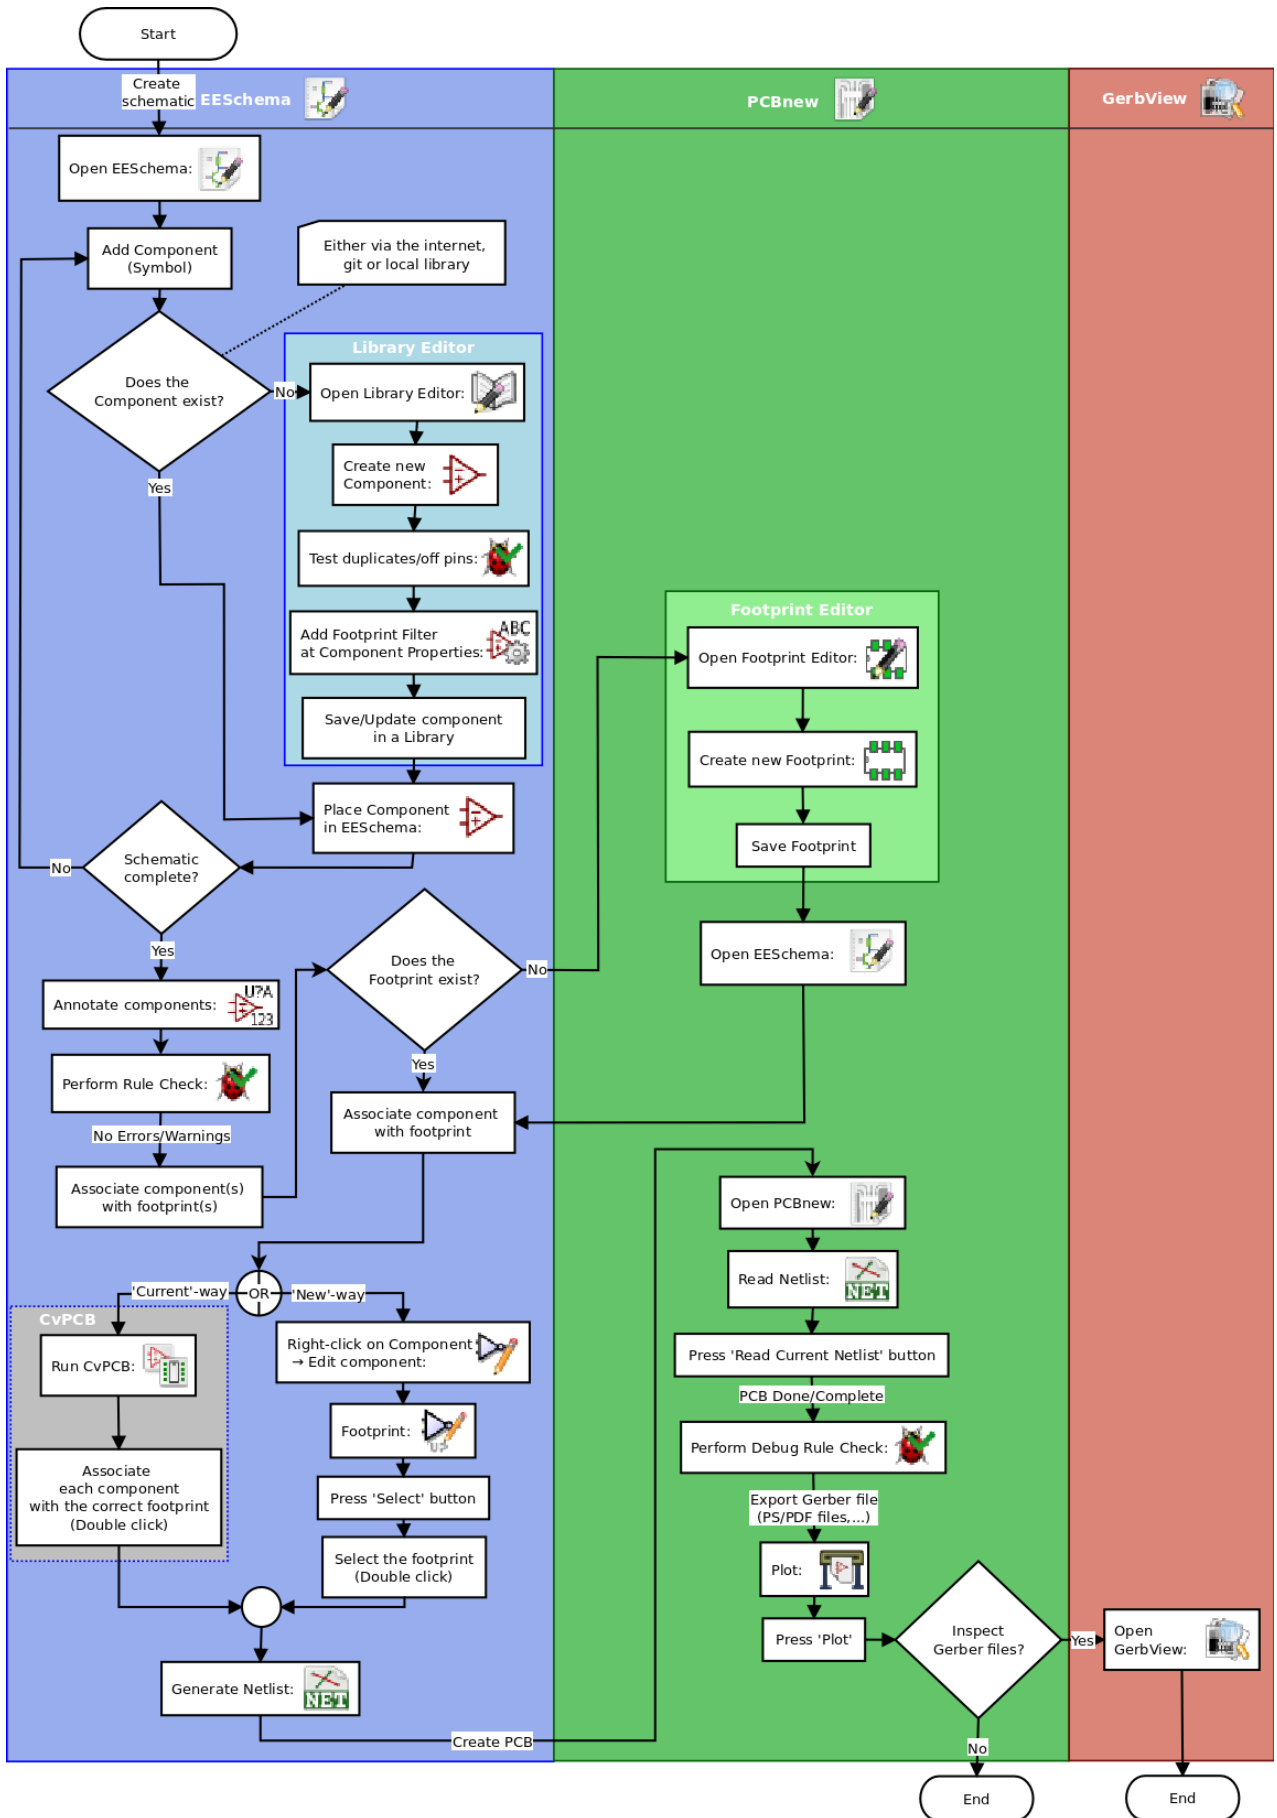 Start
Create
schematic
EESchema
PCBnew
GerbView
Open EESchema:
Add Component
(Symbol)
Either via the internet,
git or local library
Does the
Component exist?
No
Yes
Library Editor
Open Library Editor:
Create new
Component:
Test duplicates/off pins:
Add Footprint Filter
at Component Properties:
ABC
Save/Update component
in a Library
Place Component
in EESchema:
Schematic
complete?
No
Yes
Annotate components:
U?A
123
Perform Rule Check:
No Errors/Warnings
Associate component(s)
with footprint(s)
Does the
Footprint exist?
No
Yes
Footprint Editor
Open Footprint Editor:
Create new Footprint:
Save Footprint
Open EESchema:
Associate component
with footprint
OR
'Current'-way
'New'-way
CvPCB
Run CvPCB:
Associate
each component
with the correct footprint
(Double click)
Right-click on Component
→ Edit component:
Footprint:
U?
Press 'Select' button
Select the footprint
(Double click)
Generate Netlist:
NET
Create PCB
Open PCBnew:
Read Netlist:
NET
Press 'Read Current Netlist' button
PCB Done/Complete
Perform Debug Rule Check:
Export Gerber file
(PS/PDF files,...)
Plot:
Press 'Plot'
Inspect
Gerber files?
Yes
No
Open
GerbView:
End
End